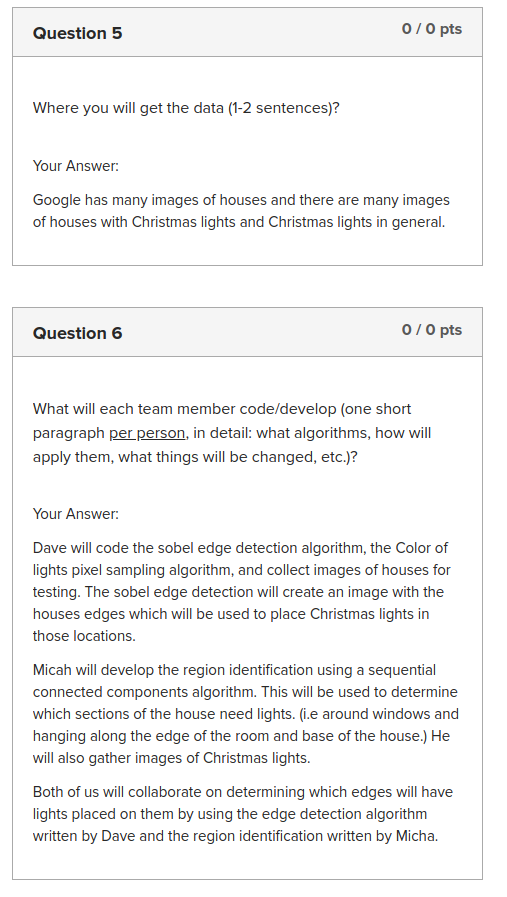 Question 5
0 / 0 pts
Where you will get the data (1-2 sentences)?
Your Answer:
Google has many images of houses and there are many images
of houses with Christmas lights and Christmas lights in general.
Question 6
0 / 0 pts
What will each team member code/develop (one short
paragraph per person, in detail: what algorithms, how will
apply them, what things will be changed, etc.)?
Your Answer:
Dave will code the sobel edge detection algorithm, the Color of
lights pixel sampling algorithm, and collect images of houses for
testing. The sobel edge detection will create an image with the
houses edges which will be used to place Christmas lights in
those locations.
Micah will develop the region identification using a sequential
connected components algorithm. This will be used to determine
which sections of the house need lights. (i.e around windows and
hanging along the edge of the room and base of the house.) He
will also gather images of Christmas lights.
Both of us will collaborate on determining which edges will have
lights placed on them by using the edge detection algorithm
written by Dave and the region identification written by Micha.